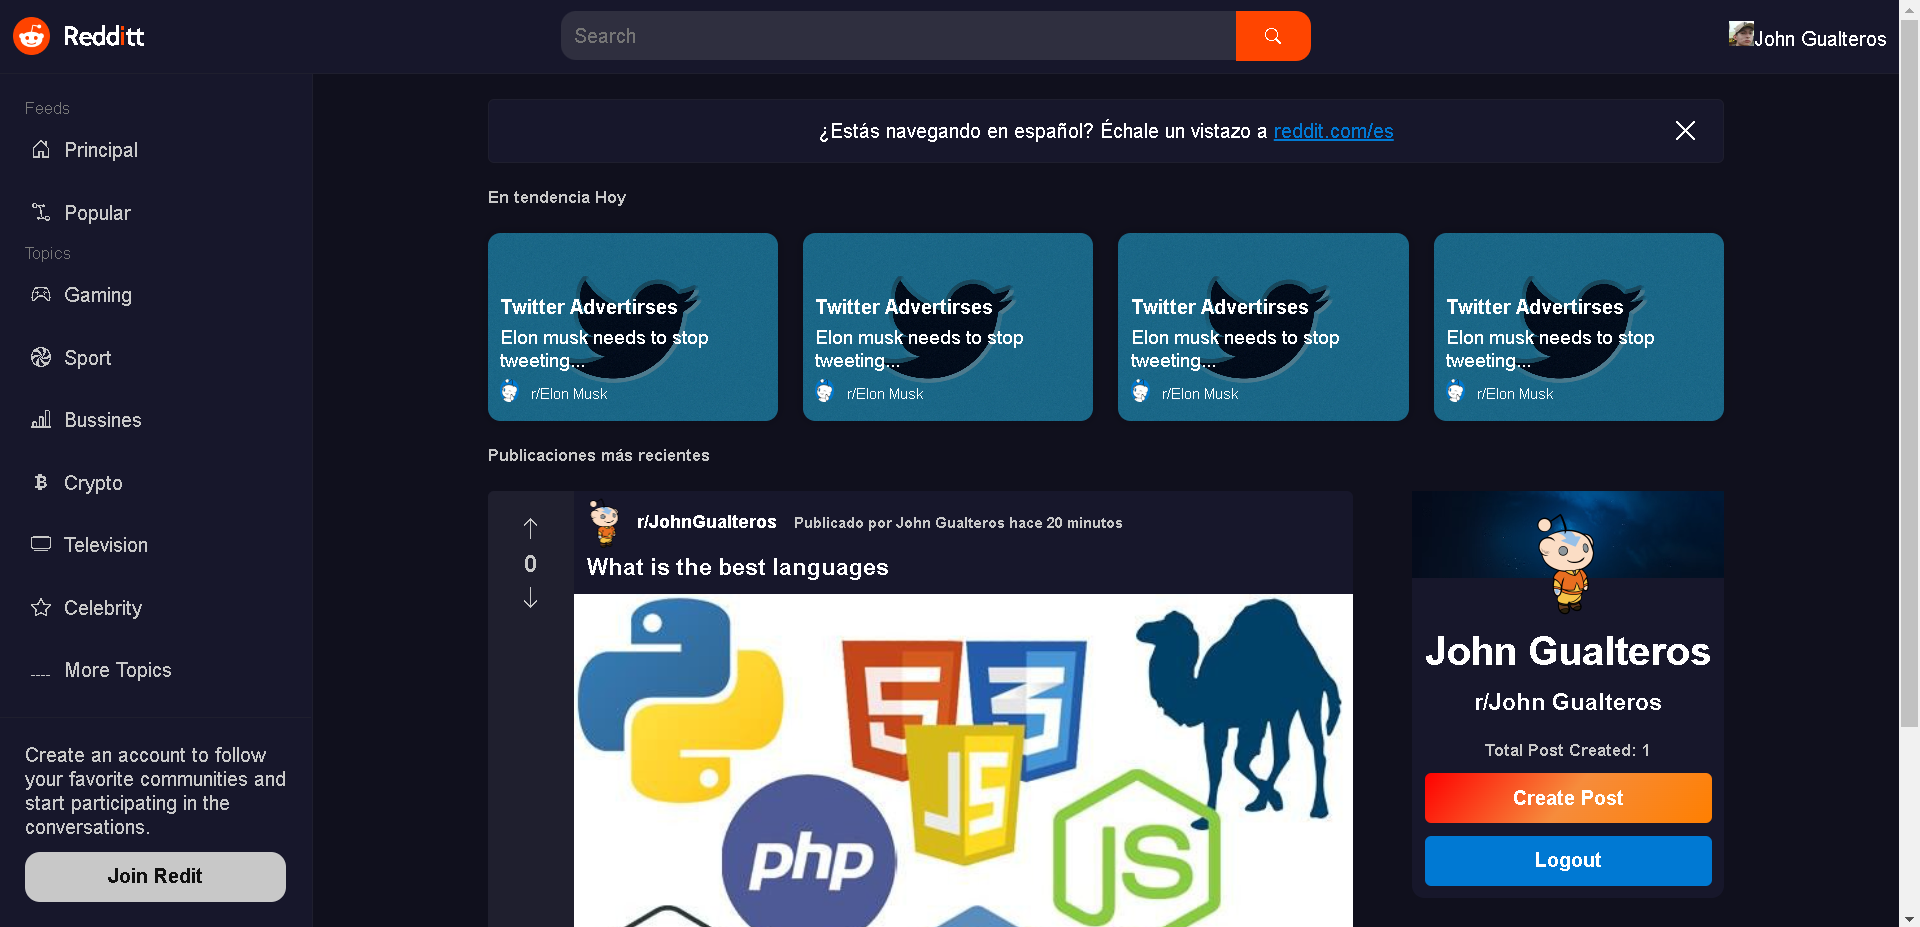 Redditt
Search
John Gualteros
Feeds
Principal
Popular
Topics
Gaming
Sport
Bussines
Crypto
Television
Celebrity
More Topics
Create an account to follow
your favorite communities and
start participating in the
conversations.
Join Redit
¿Estás navegando en español? Échale un vistazo a reddit.com/es
En tendencia Hoy
Twitter Advertirses
Elon musk needs to stop
tweeting...
r/Elon Musk
Twitter Advertirses
Elon musk needs to stop
tweeting...
r/Elon Musk
Twitter Advertirses
Elon musk needs to stop
tweeting...
r/Elon Musk
Twitter Advertirses
Elon musk needs to stop
tweeting...
r/Elon Musk
Publicaciones más recientes
0
r/JohnGualteros Publicado por John Gualteros hace 20 minutos
What is the best languages
JS
php
JS
John Gualteros
r/John Gualteros
Total Post Created: 1
Create Post
Logout